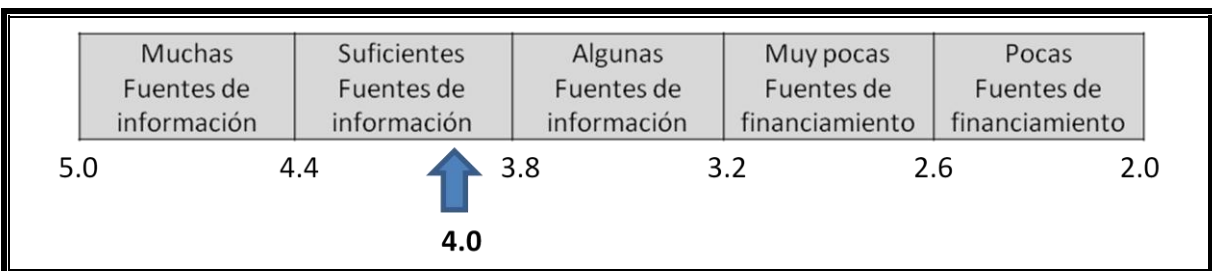 Muchas
Fuentes de
información
Suficientes
Fuentes de
información
Algunas
Fuentes de
información
Muy pocas
Fuentes de
financiamiento
Pocas
Fuentes de
financiamiento
5.0
4.4
3.8
3.2
2.6
2.0
4.0